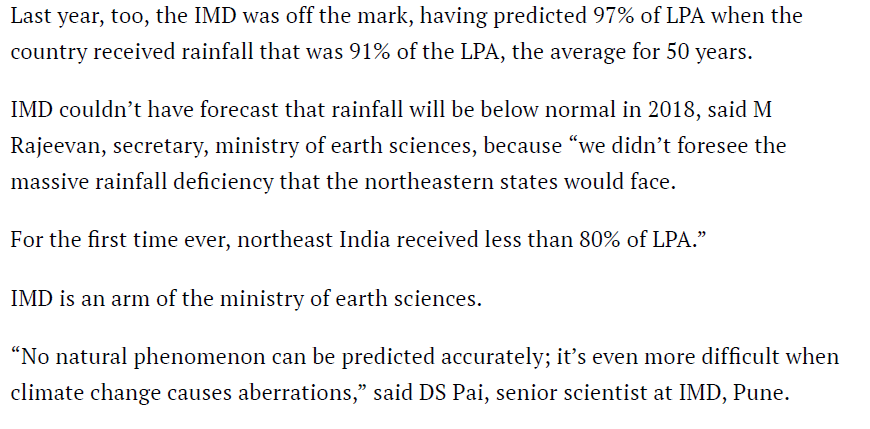 Last year, too, the IMD was off the mark, having predicted 97% of LPA when the
country received rainfall that was 91% of the LPA, the average for 50 years.
IMD couldn’t have forecast that rainfall will be below normal in 2018, said M
Rajeevan, secretary, ministry of earth sciences, because “we didn’t foresee the
massive rainfall deficiency that the northeastern states would face.
For the first time ever, northeast India received less than 80% of LPA.”
IMD is an arm of the ministry of earth sciences.
“No natural phenomenon can be predicted accurately; it’s even more difficult when
climate change causes aberrations,” said DS Pai, senior scientist at IMD, Pune.